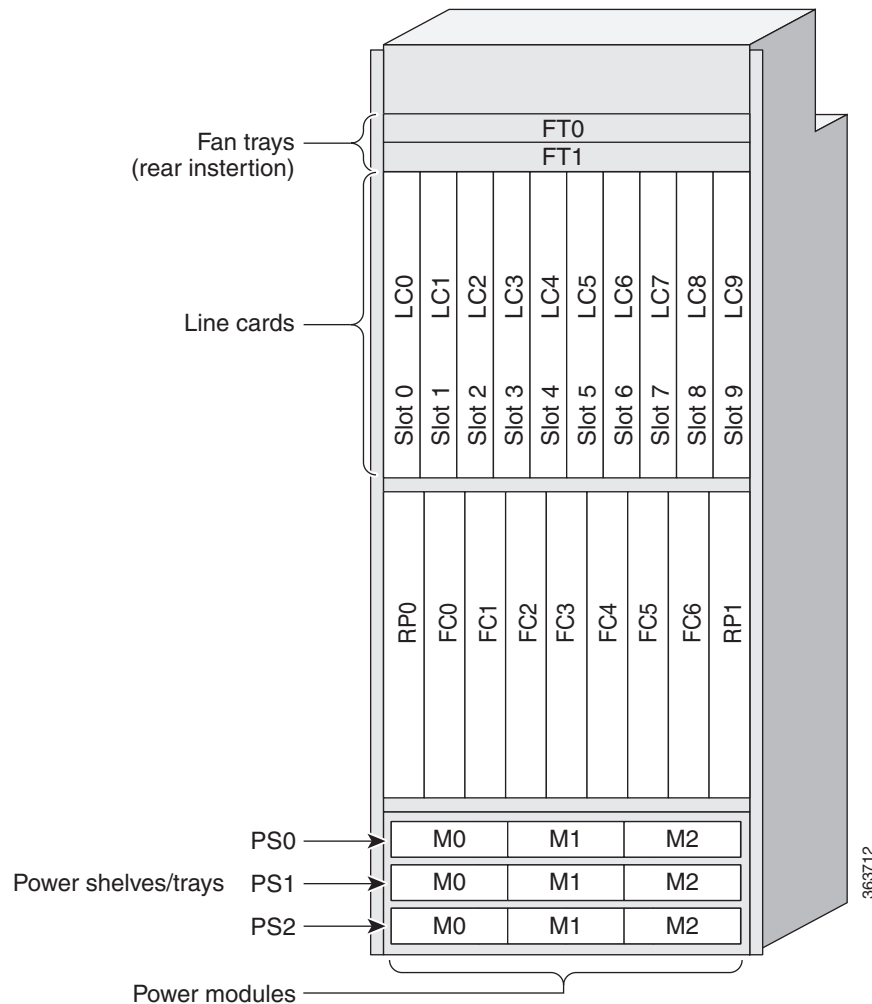 FT0
Fan trays
(rear instertion)
FT1
Line cards
Slot 0 LC0
Slot 1 LC1
Slot 2 LC2
Slot 3 LC3
Slot 4 LC4
Slot 5 LC5
Slot 6 LC6
Slot 7 LC7
Slot 8 LC8
Slot 9 LC9
RP0
FC0
FC1
FC2
FC3
FC4
FC5
FC6
RP1
PS0
M0 M1 M2
Power shelves/trays PS1
M0 M1 M2
PS2
M0 M1 M2
Power modules
363712